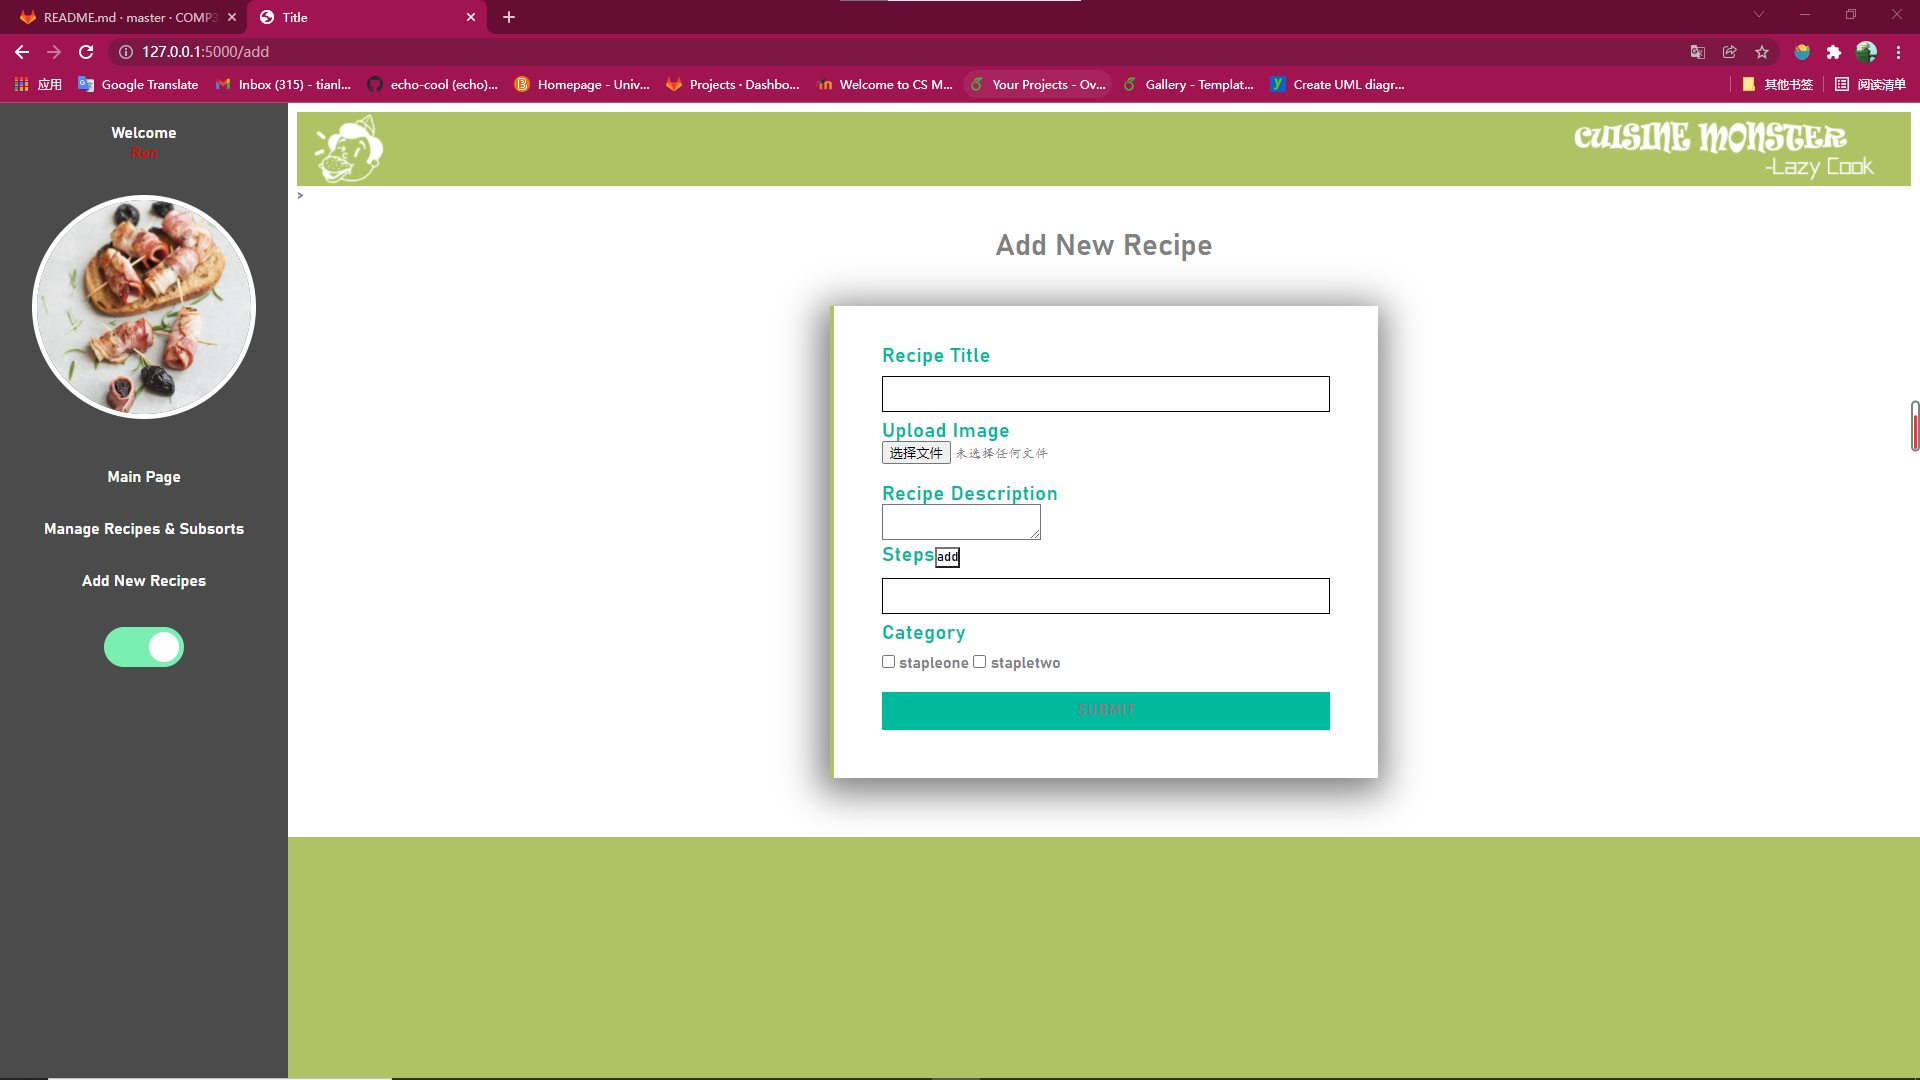 README.md · master · COMP3
Title
127.0.0.1:5000/add
应用
Google Translate
Inbox (315) - tianl...
echo-cool (echo)...
Homepage - Univ...
Projects · Dashbo...
Welcome to CS M...
Your Projects - Ov...
Gallery - Templat...
Create UML diagr...
其他书签
阅读清单
Welcome
Ren
Main Page
Manage Recipes & Subsorts
Add New Recipes
CUISINE MONSTER
-Lazy Cook
>
Add New Recipe
Recipe Title
Upload Image
选择文件 未选择任何文件
Recipe Description
Steps add
Category
stapleone stapletwo
SUBMIT